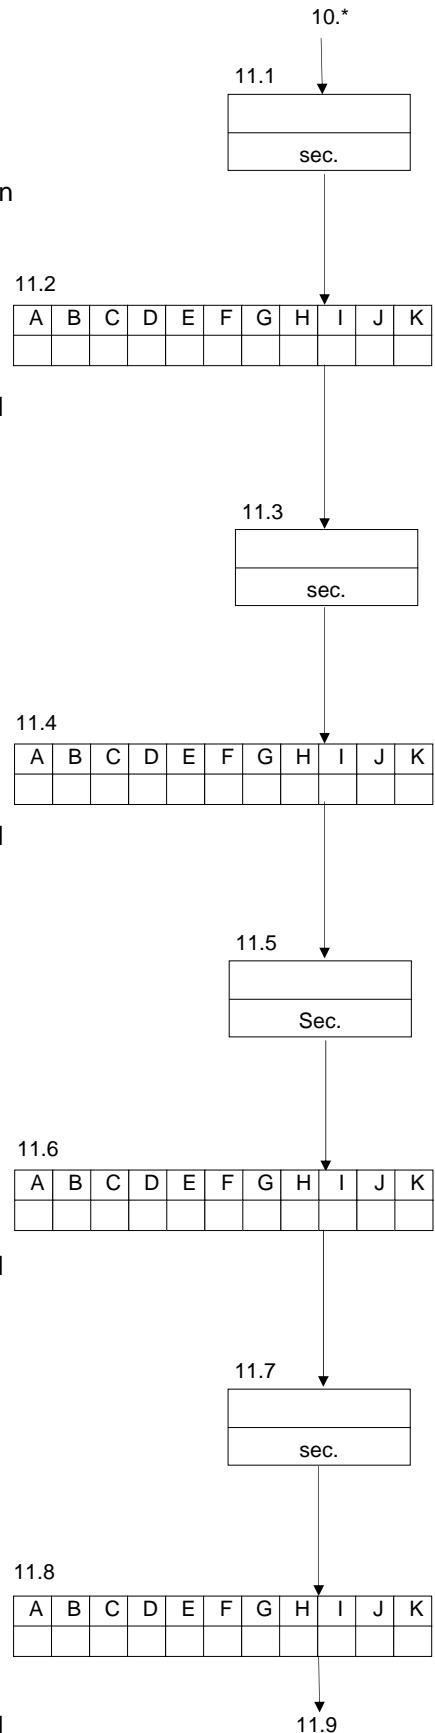 10.*
11.1
sec.
n
11.2
A B C D E F G H I J K
l
11.3
sec.
11.4
A B C D E F G H I J K
l
11.5
Sec.
11.6
A B C D E F G H I J K
l
11.7
sec.
11.8
A B C D E F G H I J K
l
11.9